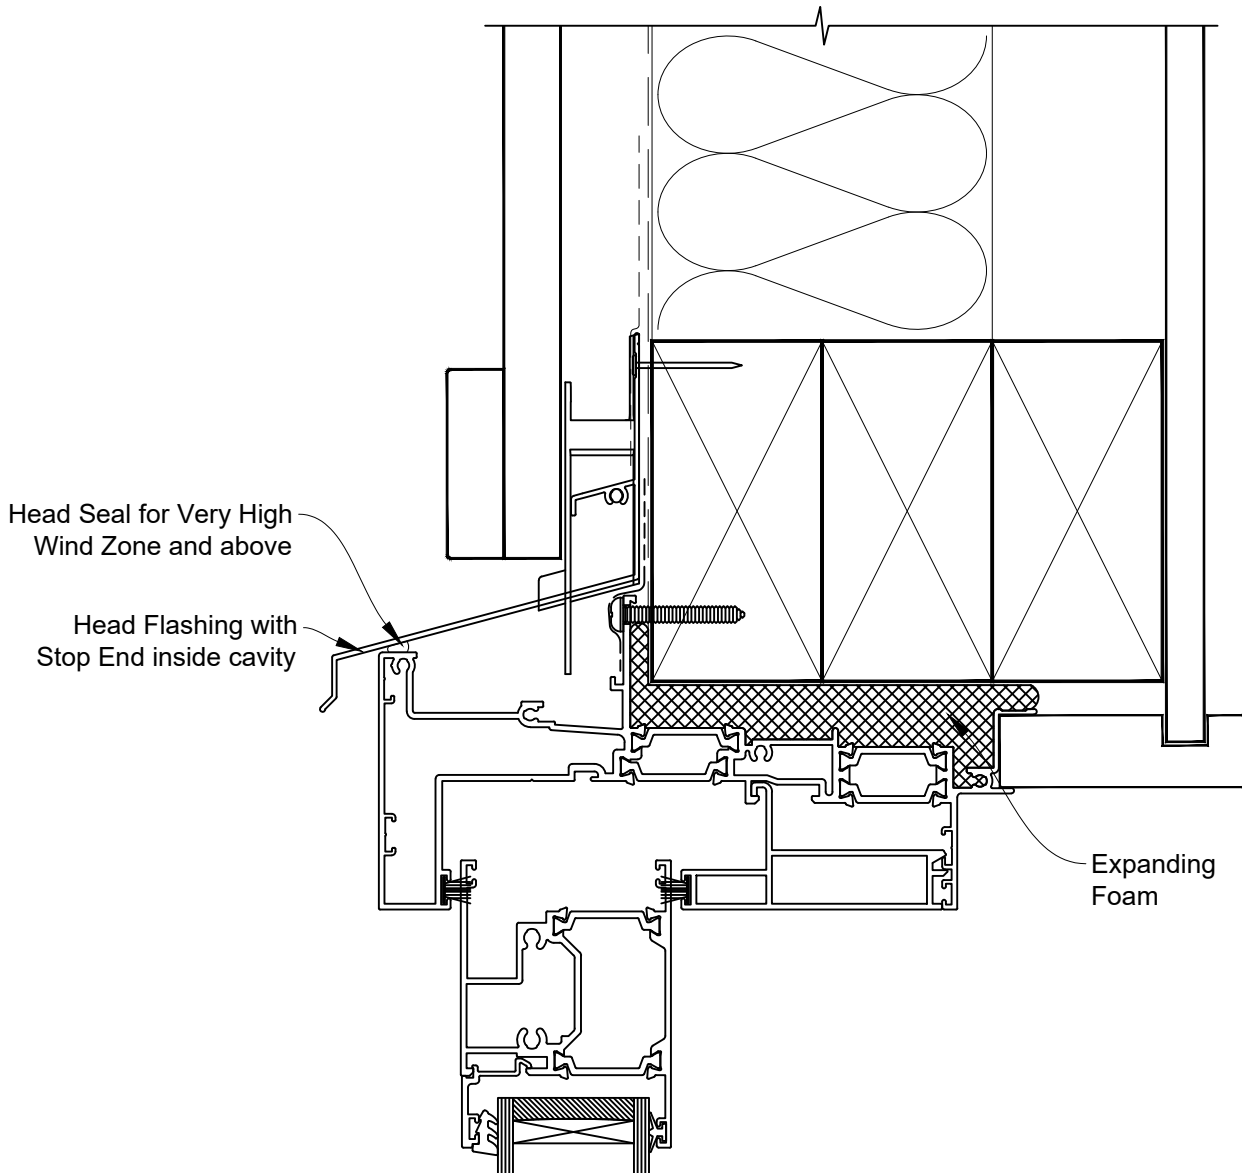 Head Seal for Very High
Wind Zone and above
Head Flashing with
Stop End inside cavity
Expanding
Foam